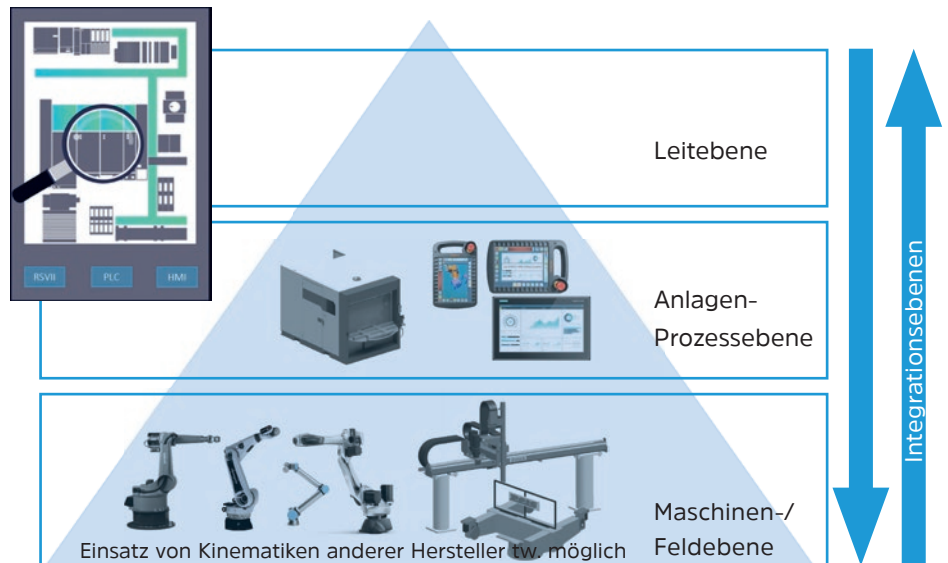 RSVII
PLC
HMI
Leitebene
Anlagen-
Prozessebene
Maschinen-/
Feldebene
Einsatz von Kinematiken anderer Hersteller tw. möglich
Integrationsebenen